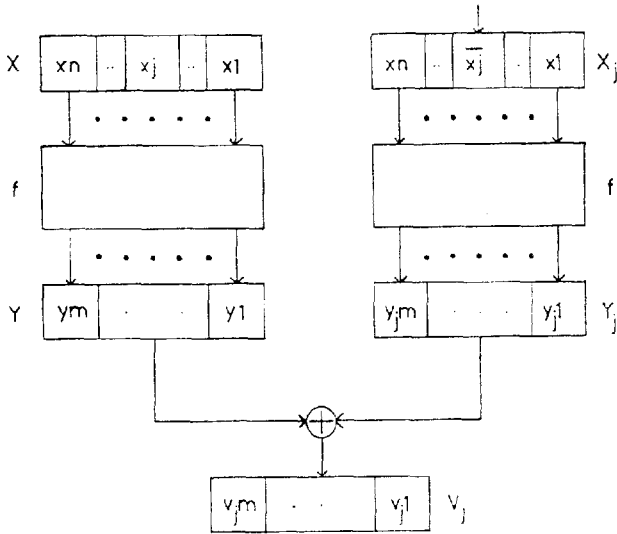 X xn .. xj .. x1
xn .. x̅j . x1 Xj
f
f
Y ym . . y1
yjm . . . yj1 Yj
+
vjm . . vj1 Vj